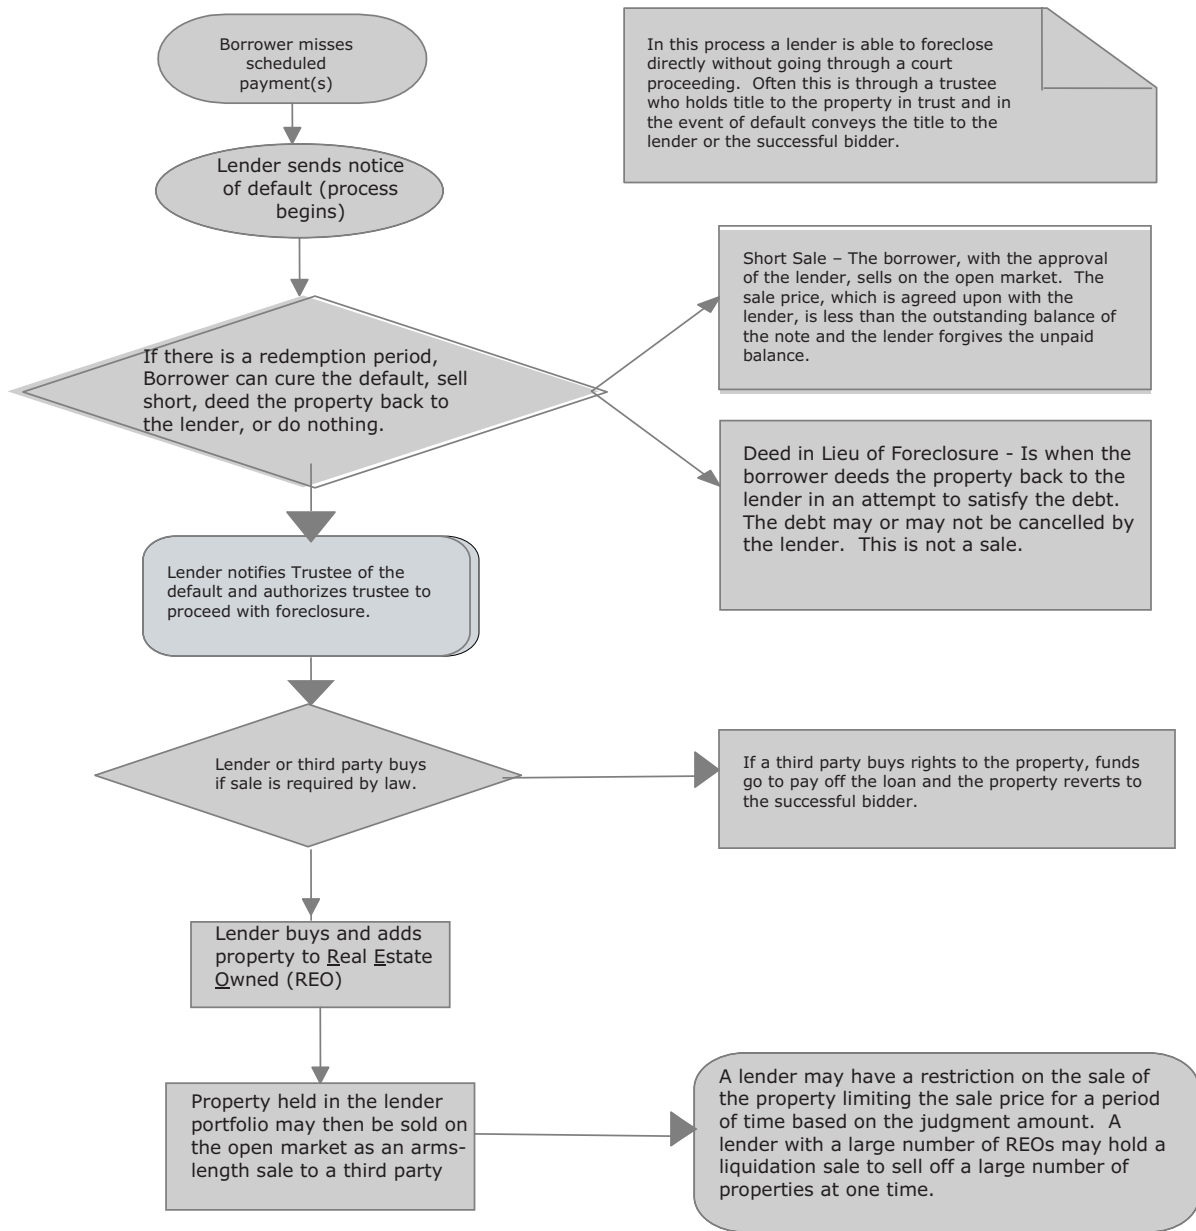 Borrower misses
scheduled
payment(s)
In this process a lender is able to foreclose
directly without going through a court
proceeding. Often this is through a trustee
who holds title to the property in trust and in
the event of default conveys the title to the
lender or the successful bidder.
Lender sends notice
of default (process
begins)
Short Sale – The borrower, with the approval
of the lender, sells on the open market. The
sale price, which is agreed upon with the
lender, is less than the outstanding balance of
the note and the lender forgives the unpaid
balance.
If there is a redemption period,
Borrower can cure the default, sell
short, deed the property back to
the lender, or do nothing.
Deed in Lieu of Foreclosure - Is when the
borrower deeds the property back to the
lender in an attempt to satisfy the debt.
The debt may or may not be cancelled by
the lender. This is not a sale.
Lender notifies Trustee of the
default and authorizes trustee to
proceed with foreclosure.
Lender or third party buys
if sale is required by law.
If a third party buys rights to the property, funds
go to pay off the loan and the property reverts to
the successful bidder.
Lender buys and adds
property to Real Estate
Owned (REO)
Property held in the lender
portfolio may then be sold on
the open market as an arms-
length sale to a third party
A lender may have a restriction on the sale of
the property limiting the sale price for a period
of time based on the judgment amount. A
lender with a large number of REOs may hold a
liquidation sale to sell off a large number of
properties at one time.